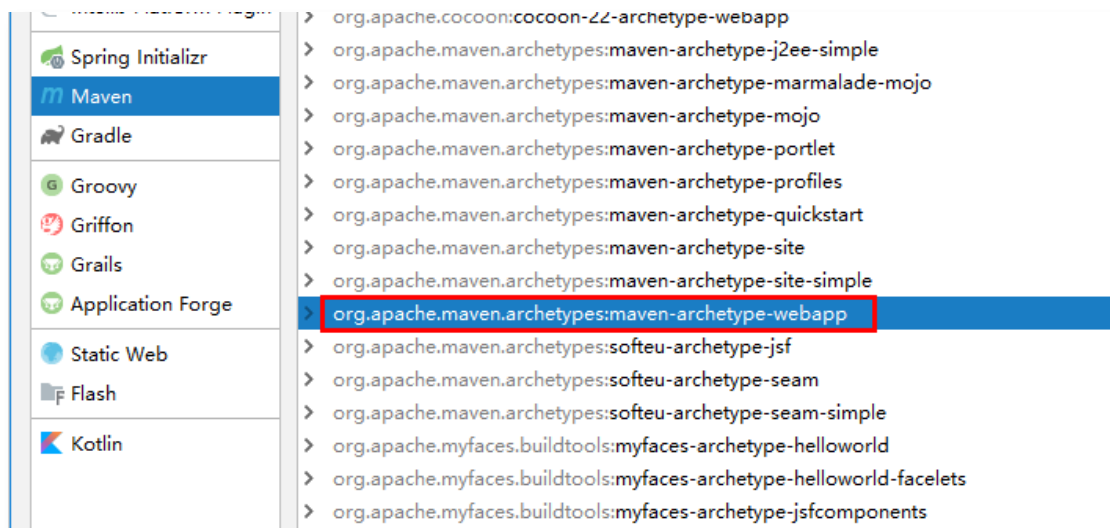 org.apache.cocoon:cocoon-22-archetype-webapp
Spring Initializr
Maven
Gradle
Groovy
Griffon
Grails
Application Forge
Static Web
Flash
Kotlin
org.apache.maven.archetypes:maven-archetype-j2ee-simple
org.apache.maven.archetypes:maven-archetype-marmalade-mojo
org.apache.maven.archetypes:maven-archetype-mojo
org.apache.maven.archetypes:maven-archetype-portlet
org.apache.maven.archetypes:maven-archetype-profiles
org.apache.maven.archetypes:maven-archetype-quickstart
org.apache.maven.archetypes:maven-archetype-site
org.apache.maven.archetypes:maven-archetype-site-simple
org.apache.maven.archetypes:maven-archetype-webapp
org.apache.maven.archetypes:softeu-archetype-jsf
org.apache.maven.archetypes:softeu-archetype-seam
org.apache.maven.archetypes:softeu-archetype-seam-simple
org.apache.myfaces.buildtools:myfaces-archetype-helloworld
org.apache.myfaces.buildtools:myfaces-archetype-helloworld-facelets
org.apache.myfaces.buildtools:myfaces-archetype-jsfcomponents